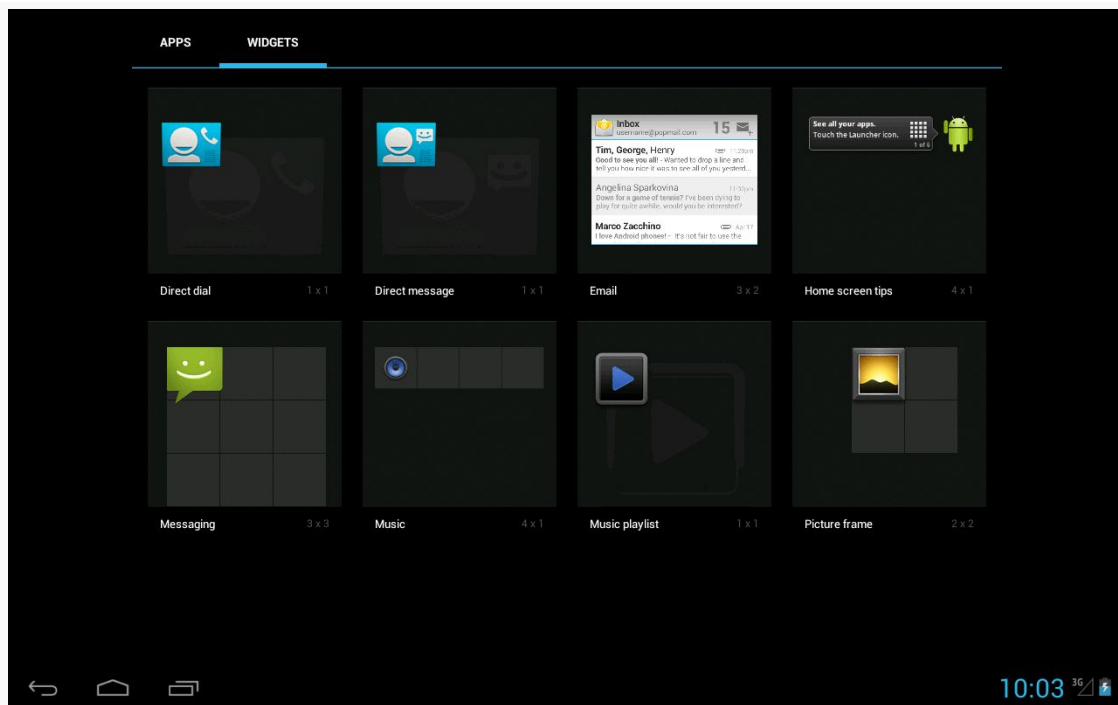 APPS WIDGETS
Inbox
username@popmail.com
15
Tim, George, Henry 11:28pm
Good to see you all! - Wanted to drop a line and
tell you how nice it was to see all of you yesterd...
Angelina Sparkovina
Down for a game of tennis? I've been dying to
play for quite awhile, would you be interested?
Marco Zacchino Apr 17
I love Android phones! - It's not fair to use the
See all your apps.
Touch the Launcher icon.
1 of 6
Direct dial 1 x 1
Direct message 1 x 1
Email 3 x 2
Home screen tips 4 x 1
Messaging 3 x 3
Music 4 x 1
Music playlist 1 x 1
Picture frame 2 x 2
10:03 3G